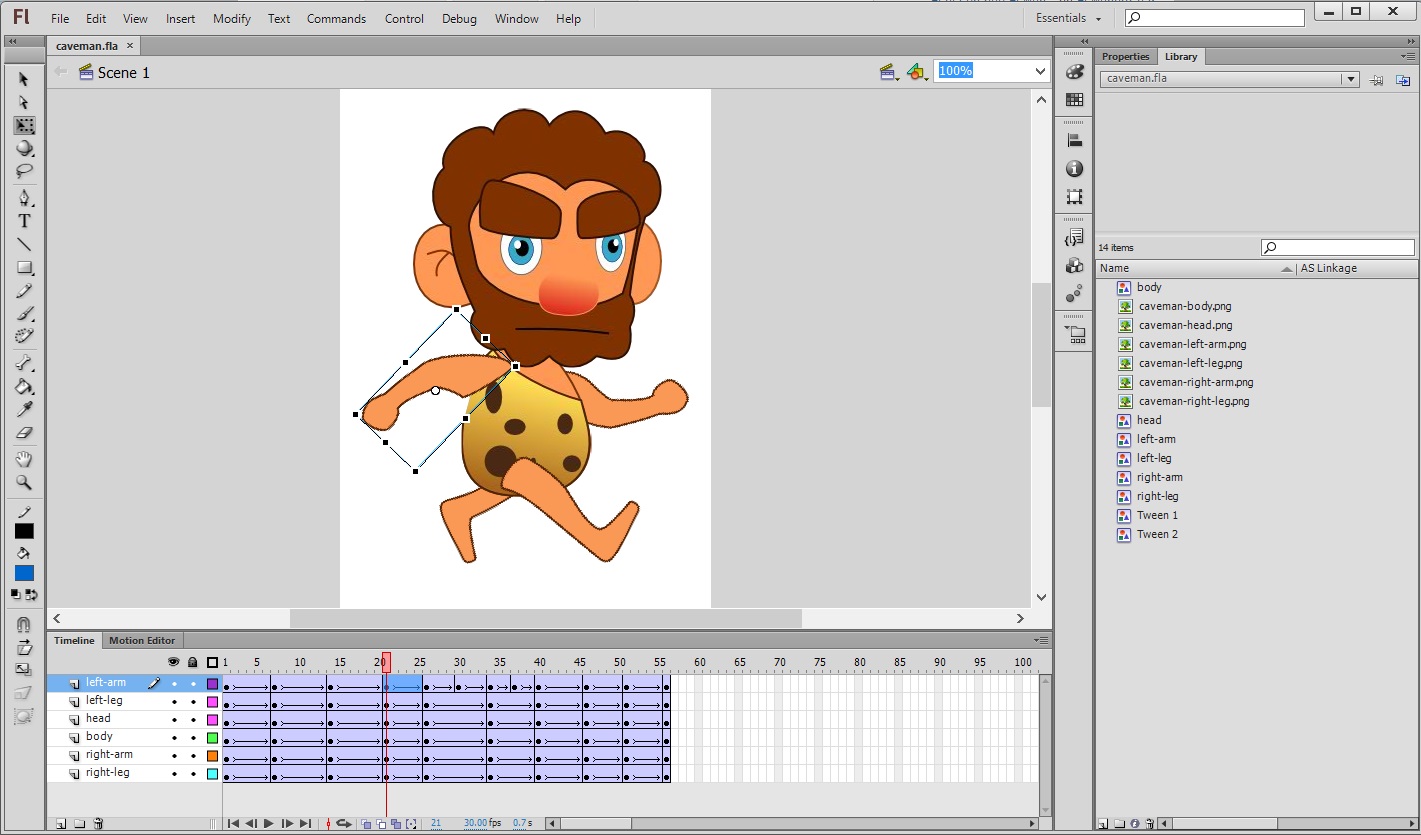 Fl File Edit View Insert Modify Text Commands Control Debug Window Help Essentials
caveman.fla
Scene 1 100%
Properties Library
caveman.fla
14 items
Name AS Linkage
body
caveman-body.png
caveman-head.png
caveman-left-arm.png
caveman-left-leg.png
caveman-right-arm.png
caveman-right-leg.png
head
left-arm
left-leg
right-arm
right-leg
Tween 1
Tween 2
Timeline Motion Editor
1 5 10 15 20 25 30 35 40 45 50 55 60 65 70 75 80 85 90 95 100
left-arm
left-leg
head
body
right-arm
right-leg
21 30.00 fps 0.7 s